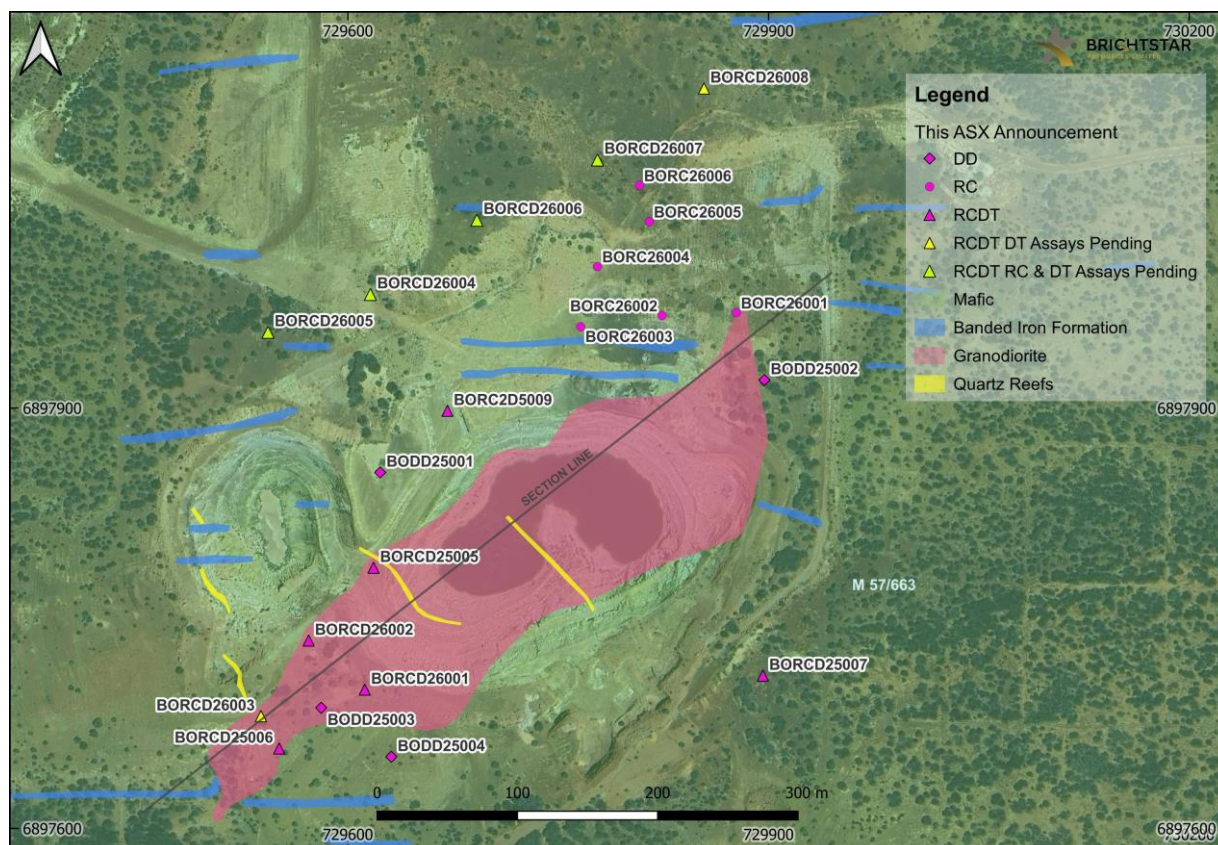 729600
729900
730200
BRIGHTSTAR
BORCD26008
Legend
This ASX Announcement
DD
RC
RCDT
RCDT DT Assays Pending
RCDT RC & DT Assays Pending
Mafic
Banded Iron Formation
Granodiorite
Quartz Reefs
BORCD26007
BORC26006
BORCD26006
BORC26005
BORC26004
BORCD26004
BORC26002
BORC26001
BORCD26005
BORC26003
BODD25002
6897900
BORC2D5009
6897900
BODD25001
SECTION LINE
BORCD25005
M 57/663
BORCD26002
BORCD25007
BORCD26001
BORCD26003
BODD25003
BORCD25006
BODD25004
0
100
200
300 m
6897600
729600
729900
6897600
730200